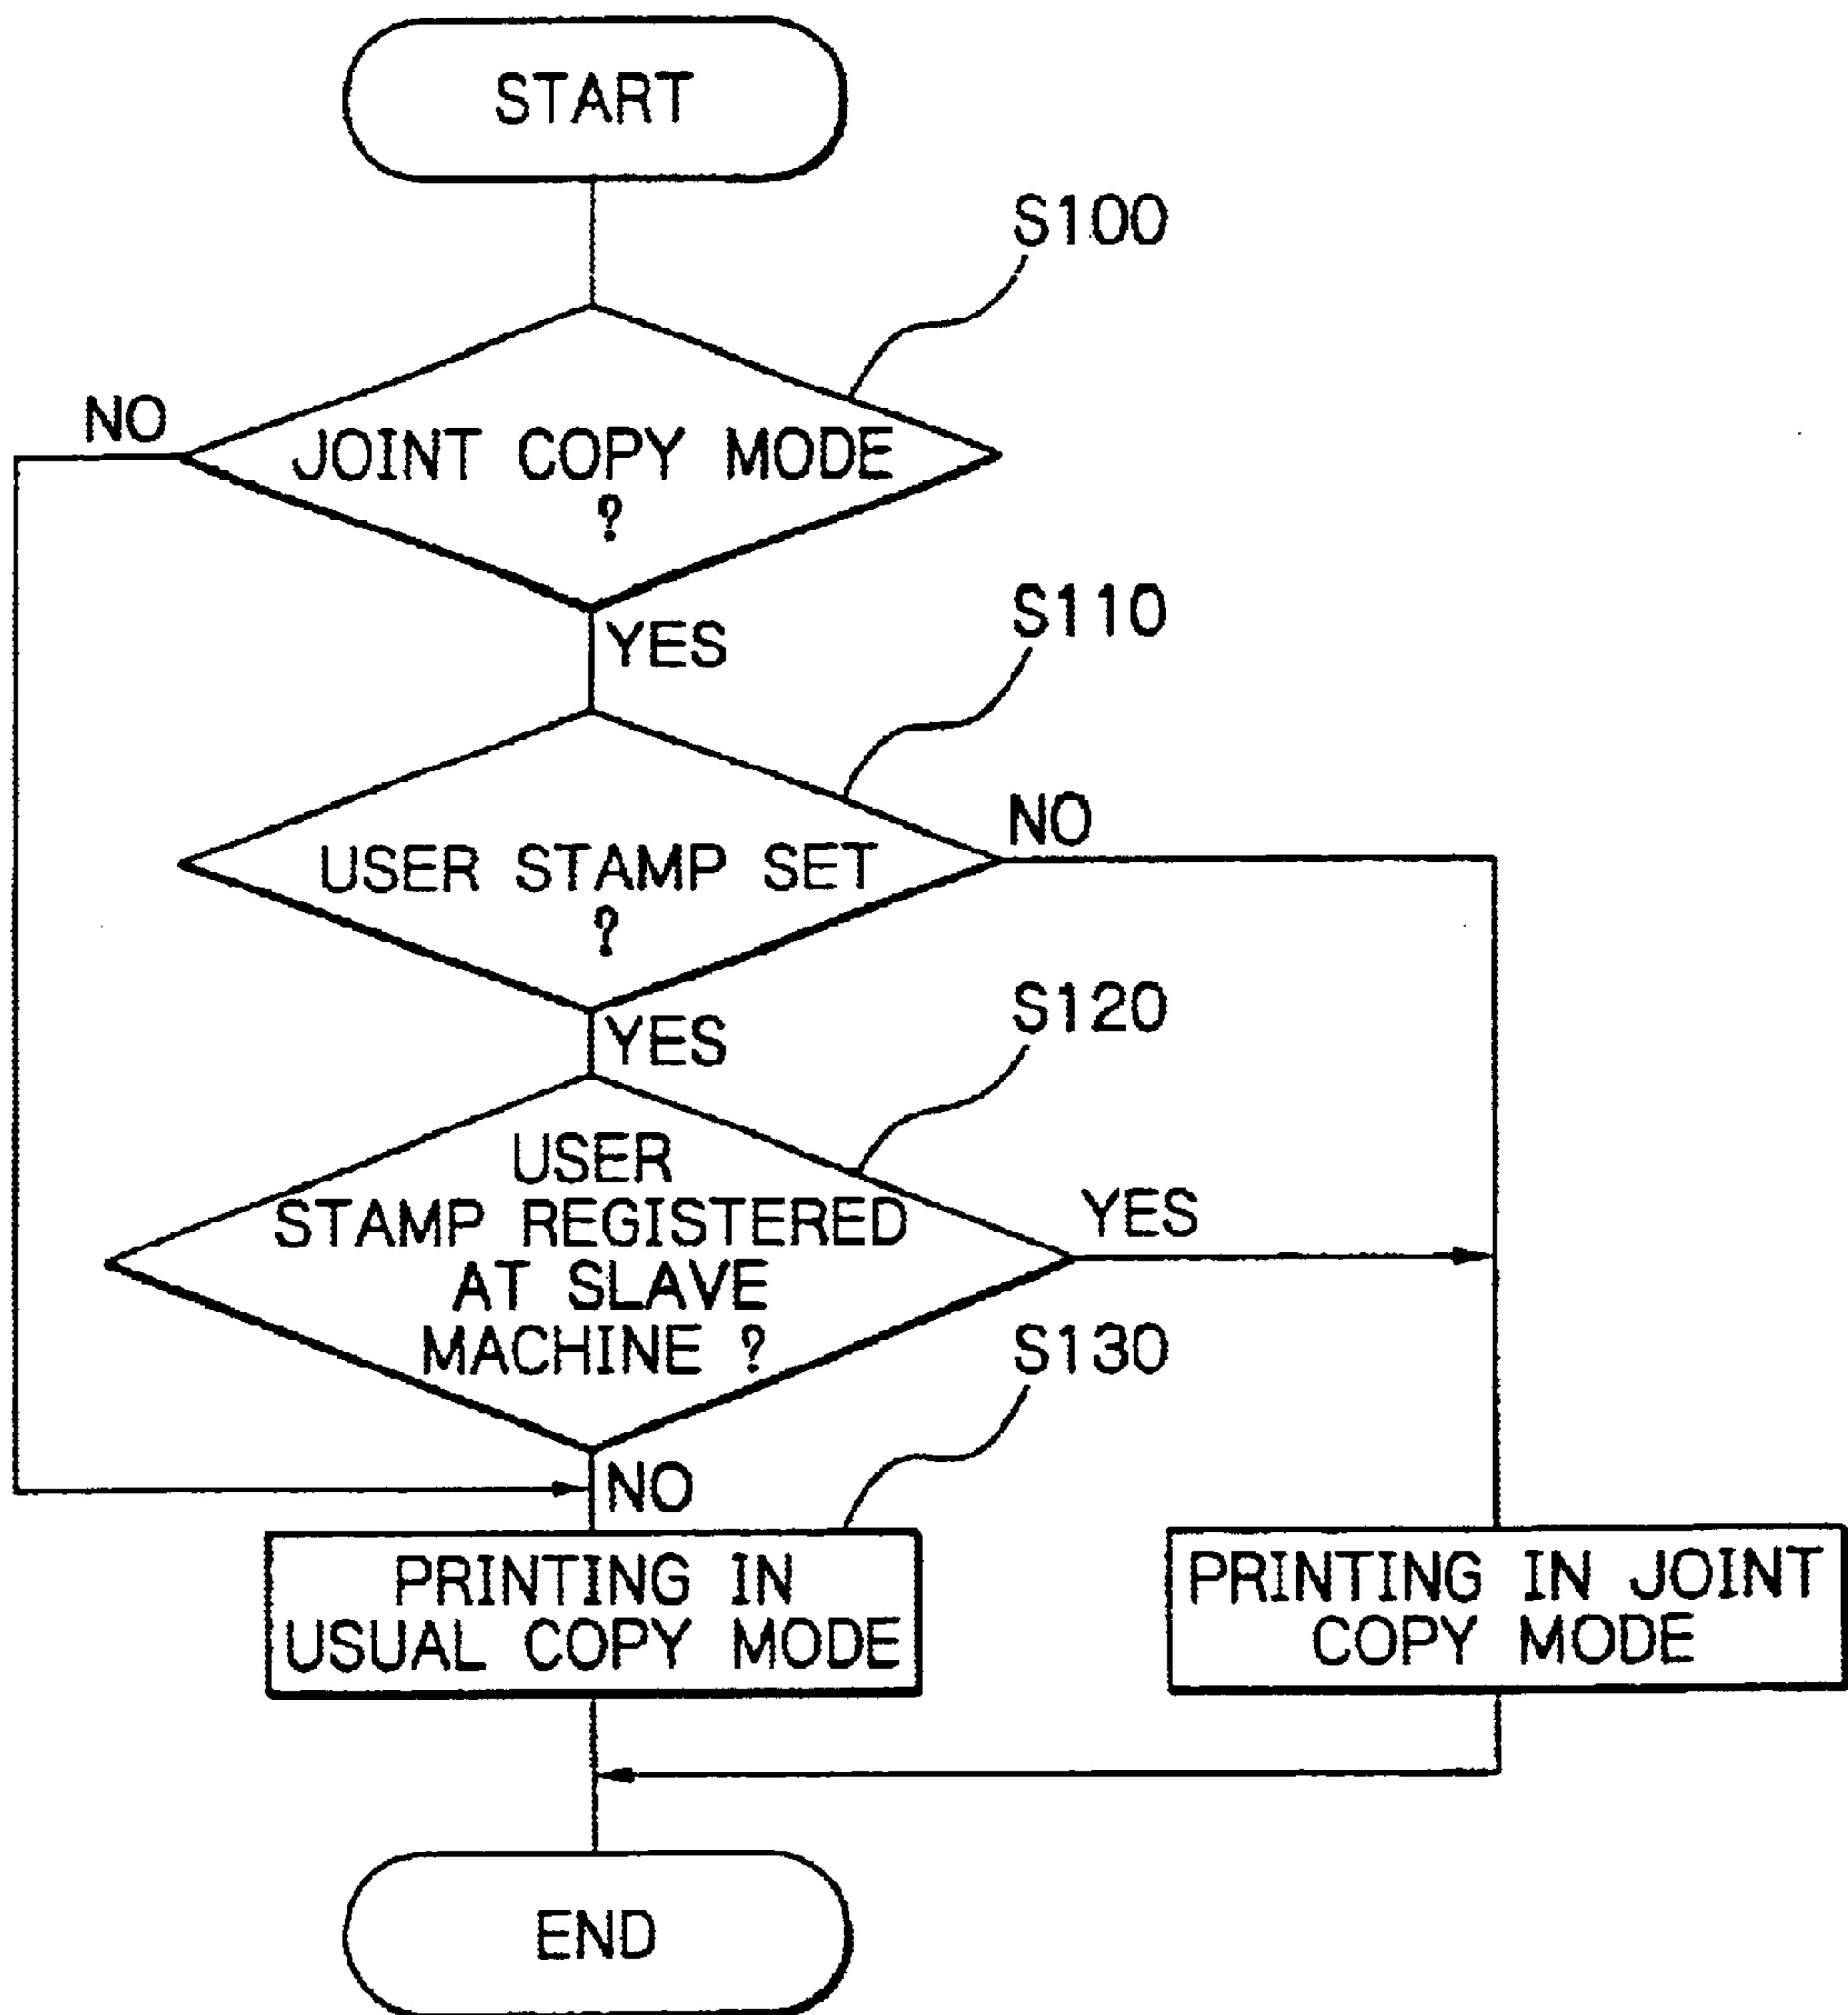 START
S100
NO
JOINT COPY MODE
?
YES
S110
NO
USER STAMP SET
?
YES
S120
USER
STAMP REGISTERED
AT SLAVE
MACHINE ?
YES
S130
NO
PRINTING IN
USUAL COPY MODE
PRINTING IN JOINT
COPY MODE
END